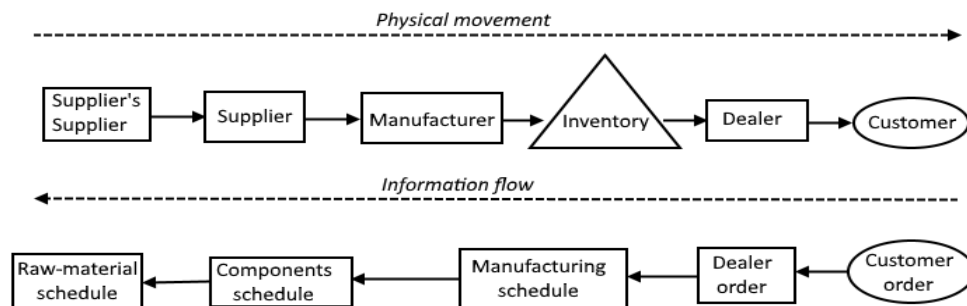 Physical movement
Supplier's
Supplier
Supplier
Manufacturer
Inventory
Dealer
Customer
Information flow
Raw-material
schedule
Components
schedule
Manufacturing
schedule
Dealer
order
Customer
order